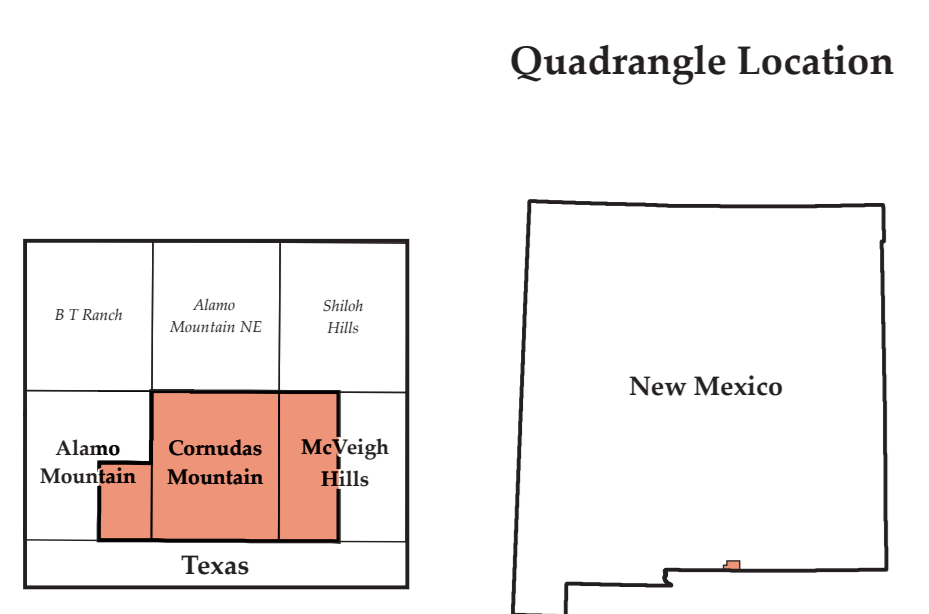 Quadrangle Location
B T Ranch
Alamo
Mountain NE
Shiloh
Hills
Alamo
Mountain
Cornudas
Mountain
McVeigh
Hills
Texas
New Mexico